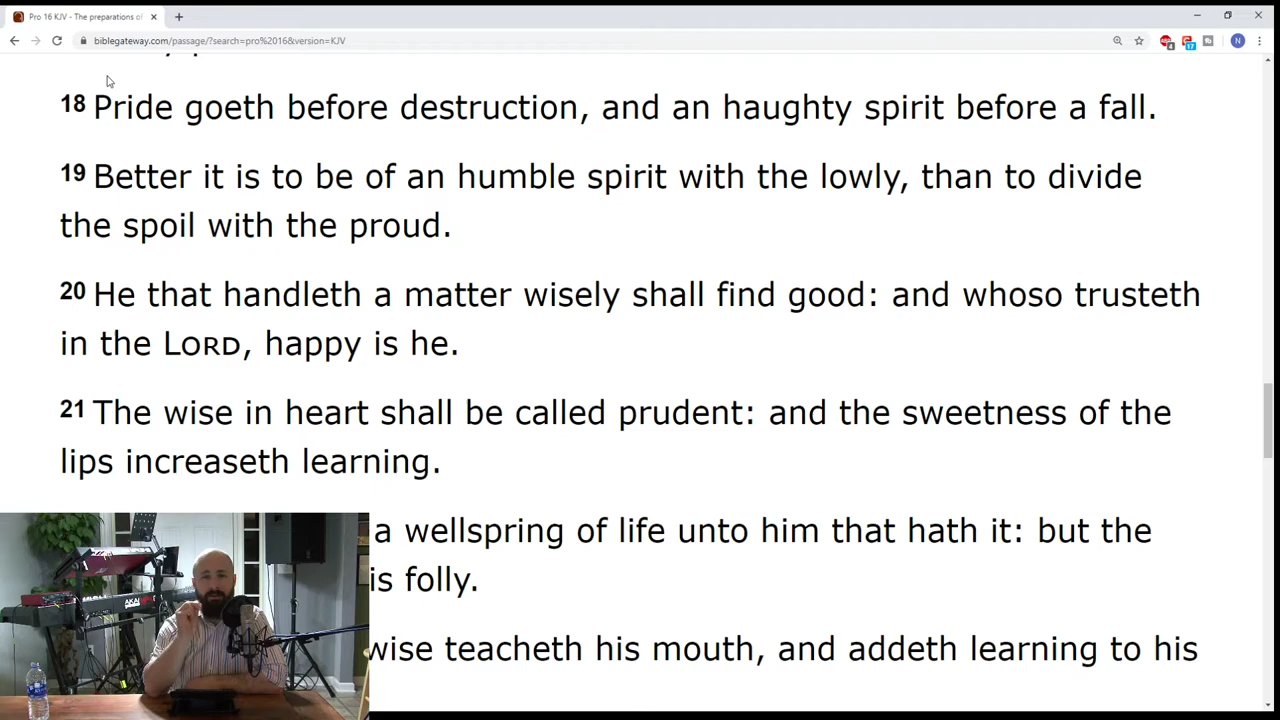 Pro 16 KJV - The preparations of
biblegateway.com/passage/?search=pro%2016&version=KJV
4
17
N
18 Pride goeth before destruction, and an haughty spirit before a fall.
19 Better it is to be of an humble spirit with the lowly, than to divide
the spoil with the proud.
20 He that handleth a matter wisely shall find good: and whoso trusteth
in the LORD, happy is he.
21 The wise in heart shall be called prudent: and the sweetness of the
lips increaseth learning.
a wellspring of life unto him that hath it: but the
is folly.
wise teacheth his mouth, and addeth learning to his
AKAI